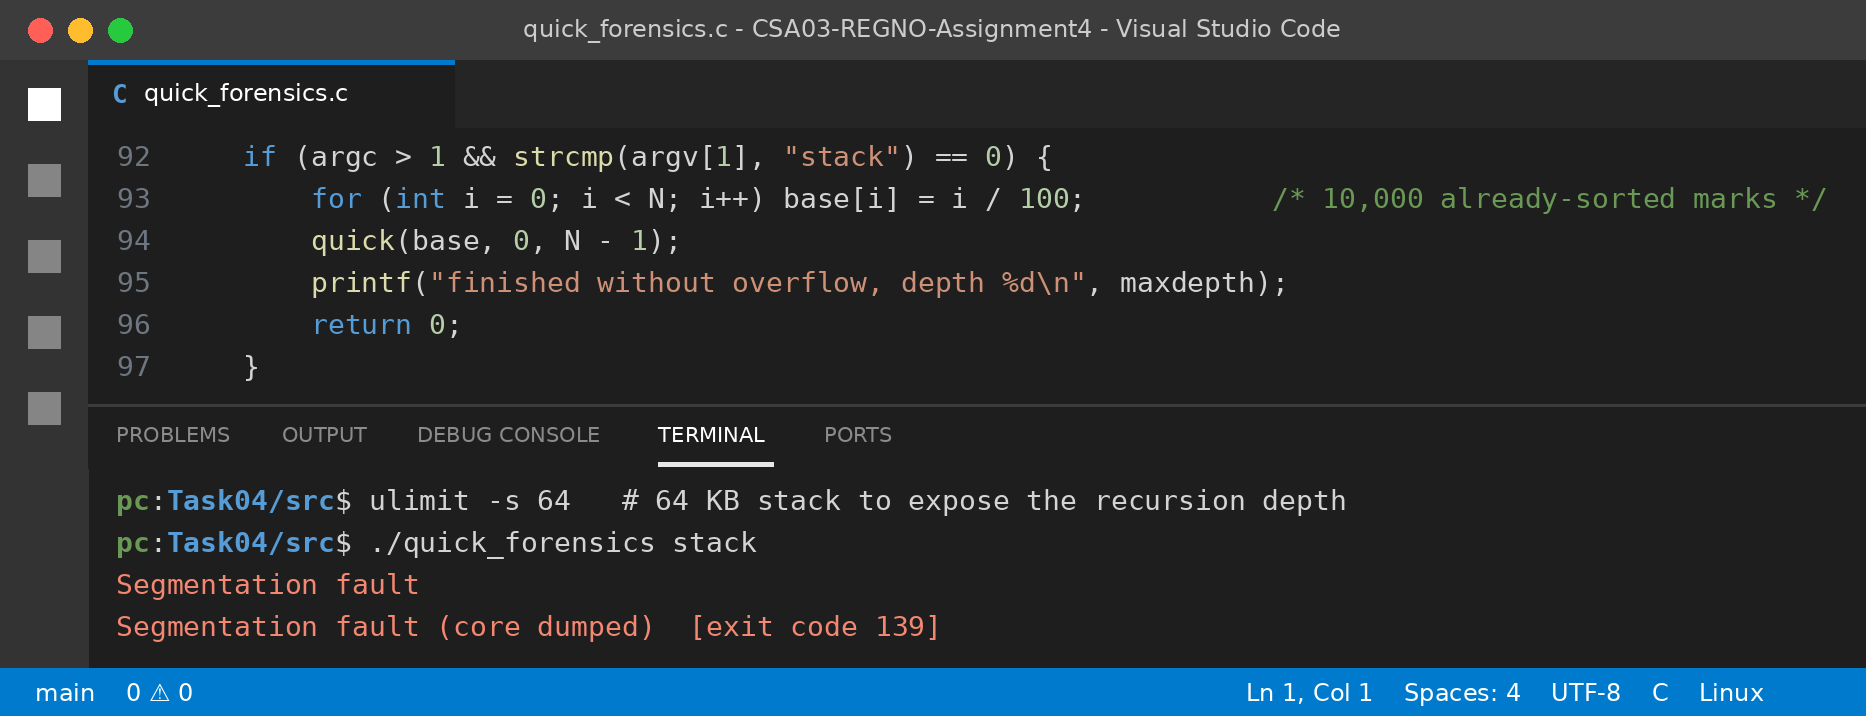 quick_forensics.c - CSA03-REGNO-Assignment4 - Visual Studio Code
C quick_forensics.c
92 if (argc > 1 && strcmp(argv[1], "stack") == 0) {
93 for (int i = 0; i < N; i++) base[i] = i / 100; /* 10,000 already-sorted marks */
94 quick(base, 0, N - 1);
95 printf("finished without overflow, depth %d\n", maxdepth);
96 return 0;
97 }
PROBLEMS OUTPUT DEBUG CONSOLE TERMINAL PORTS
pc:Task04/src$ ulimit -s 64 # 64 KB stack to expose the recursion depth
pc:Task04/src$ ./quick_forensics stack
Segmentation fault
Segmentation fault (core dumped) [exit code 139]
main 0 ⚠ 0 Ln 1, Col 1 Spaces: 4 UTF-8 C Linux